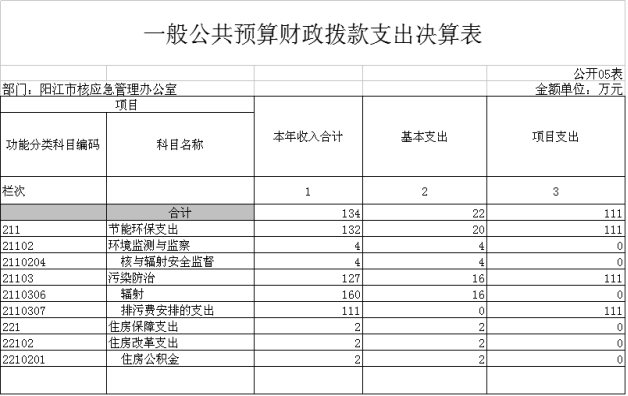 一般公共预算财政拨款支出决算表
公开05表
部门：阳江市核应急管理办公室 金额单位：万元
项目
功能分类科目编码 科目名称 本年收入合计 基本支出 项目支出
栏次 1 2 3
合计 134 22 111
211 节能环保支出 132 20 111
21102 环境监测与监察 4 4 0
2110204 核与辐射安全监督 4 4 0
21103 污染防治 127 16 111
2110306 辐射 160 16 0
2110307 排污费安排的支出 111 0 111
221 住房保障支出 2 2 0
22102 住房改革支出 2 2 0
2210201 住房公积金 2 2 0